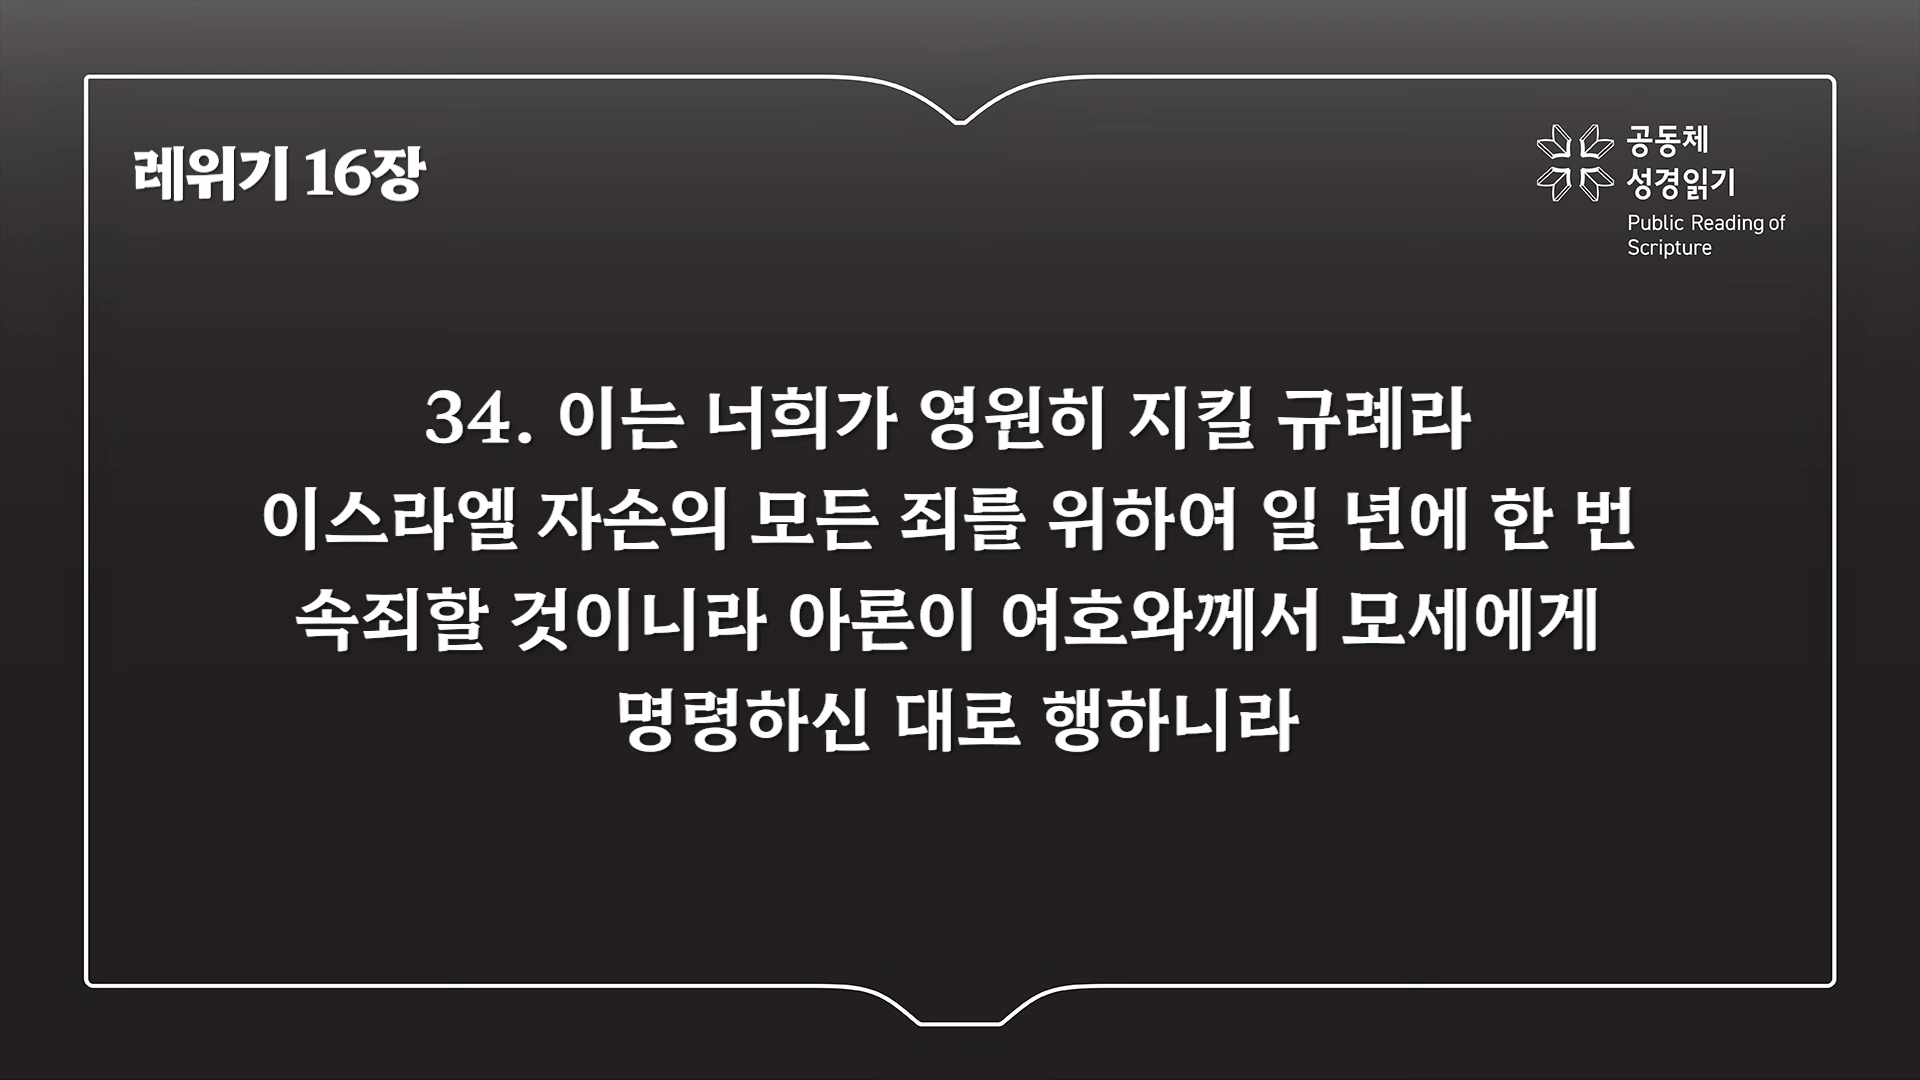 레위기 16장
공동체
성경읽기
Public Reading of
Scripture
34. 이는 너희가 영원히 지킬 규례라
이스라엘 자손의 모든 죄를 위하여 일 년에 한 번
속죄할 것이니라 아론이 여호와께서 모세에게
명령하신 대로 행하니라